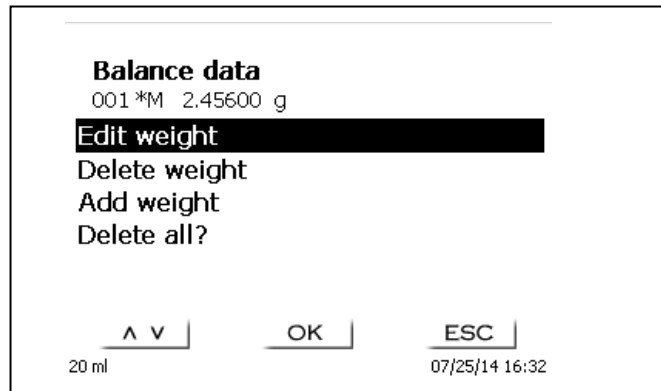 Balance data
001 *M 2.45600 g
Edit weight
Delete weight
Add weight
Delete all?
∧ ∨ OK ESC
20 ml 07/25/14 16:32